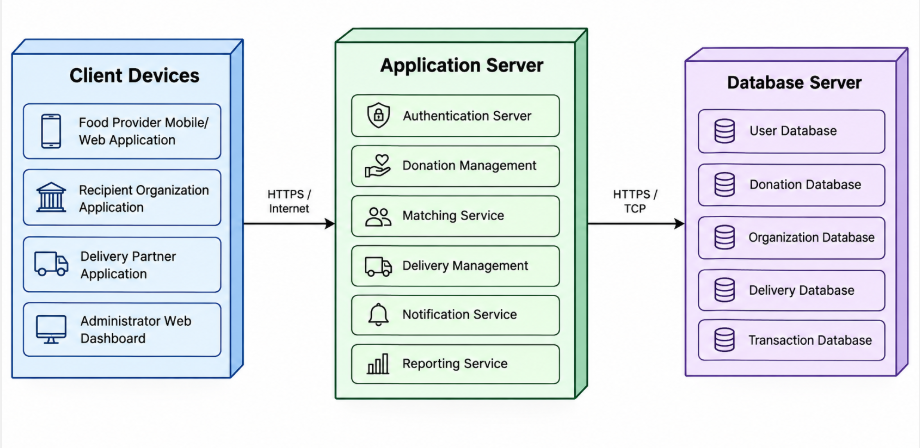 Client Devices
Food Provider Mobile/
Web Application
Recipient Organization
Application
Delivery Partner
Application
Administrator Web
Dashboard
HTTPS /
Internet
Application Server
Authentication Server
Donation Management
Matching Service
Delivery Management
Notification Service
Reporting Service
HTTPS /
TCP
Database Server
User Database
Donation Database
Organization Database
Delivery Database
Transaction Database